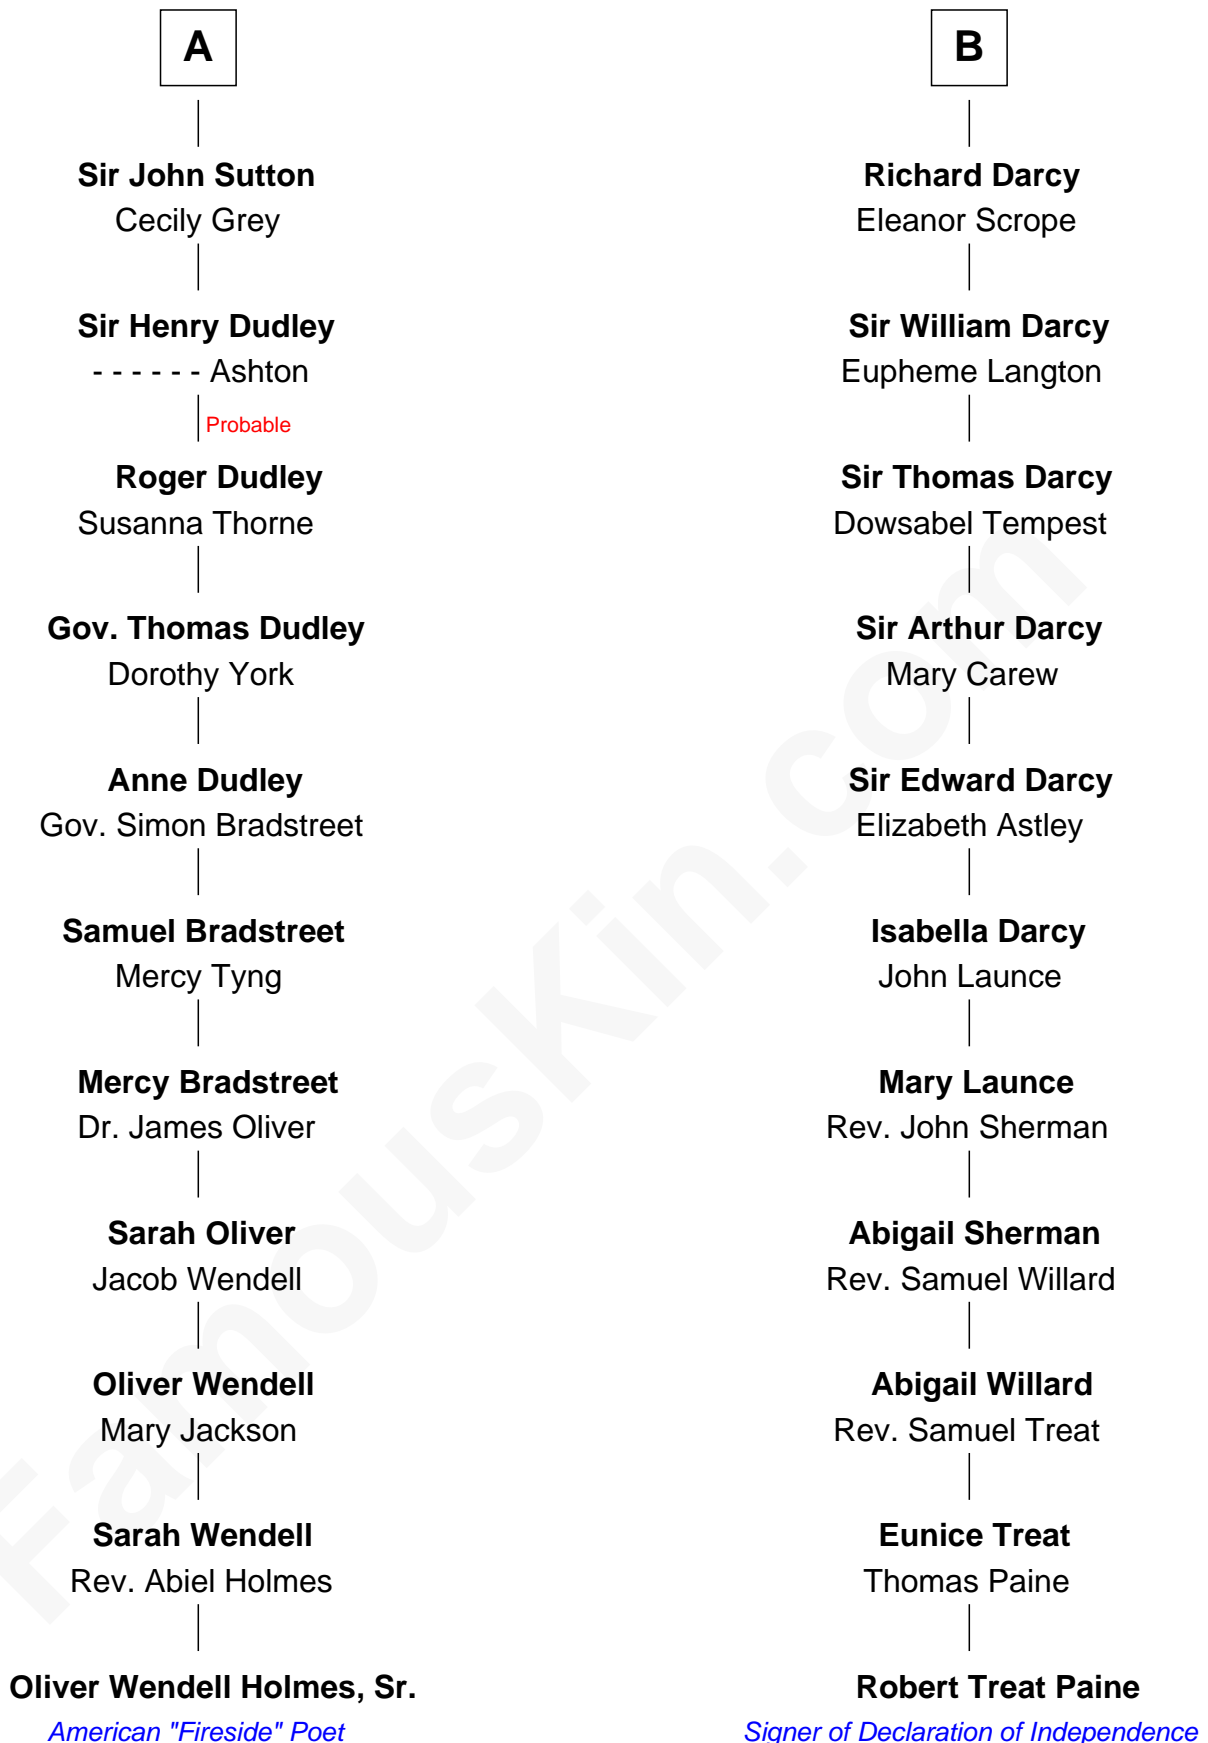 A
Sir John Sutton
Cecily Grey
Sir Henry Dudley
- - - - - - Ashton
Probable
Roger Dudley
Susanna Thorne
Gov. Thomas Dudley
Dorothy York
Anne Dudley
Gov. Simon Bradstreet
Samuel Bradstreet
Mercy Tyng
Mercy Bradstreet
Dr. James Oliver
Sarah Oliver
Jacob Wendell
Oliver Wendell
Mary Jackson
Sarah Wendell
Rev. Abiel Holmes
Oliver Wendell Holmes, Sr.
American "Fireside" Poet
B
Richard Darcy
Eleanor Scrope
Sir William Darcy
Eupheme Langton
Sir Thomas Darcy
Dowsabel Tempest
Sir Arthur Darcy
Mary Carew
Sir Edward Darcy
Elizabeth Astley
Isabella Darcy
John Launce
Mary Launce
Rev. John Sherman
Abigail Sherman
Rev. Samuel Willard
Abigail Willard
Rev. Samuel Treat
Eunice Treat
Thomas Paine
Robert Treat Paine
Signer of Declaration of Independence
FamousKin.com